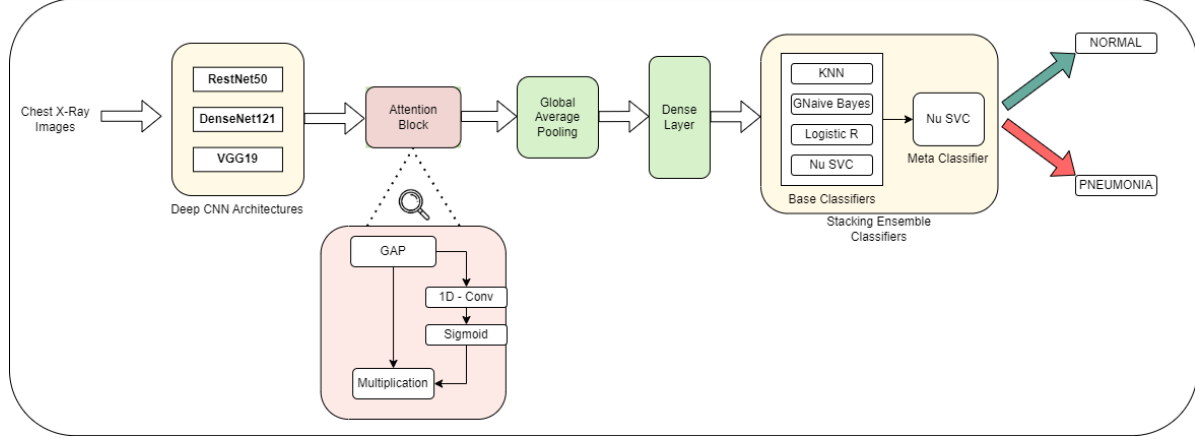 Chest X-Ray
Images
RestNet50
DenseNet121
VGG19
Deep CNN Architectures
Attention
Block
GAP
1D - Conv
Sigmoid
Multiplication
Global
Average
Pooling
Dense
Layer
KNN
GNaive Bayes
Logistic R
Nu SVC
Base Classifiers
Nu SVC
Meta Classifier
Stacking Ensemble
Classifiers
NORMAL
PNEUMONIA